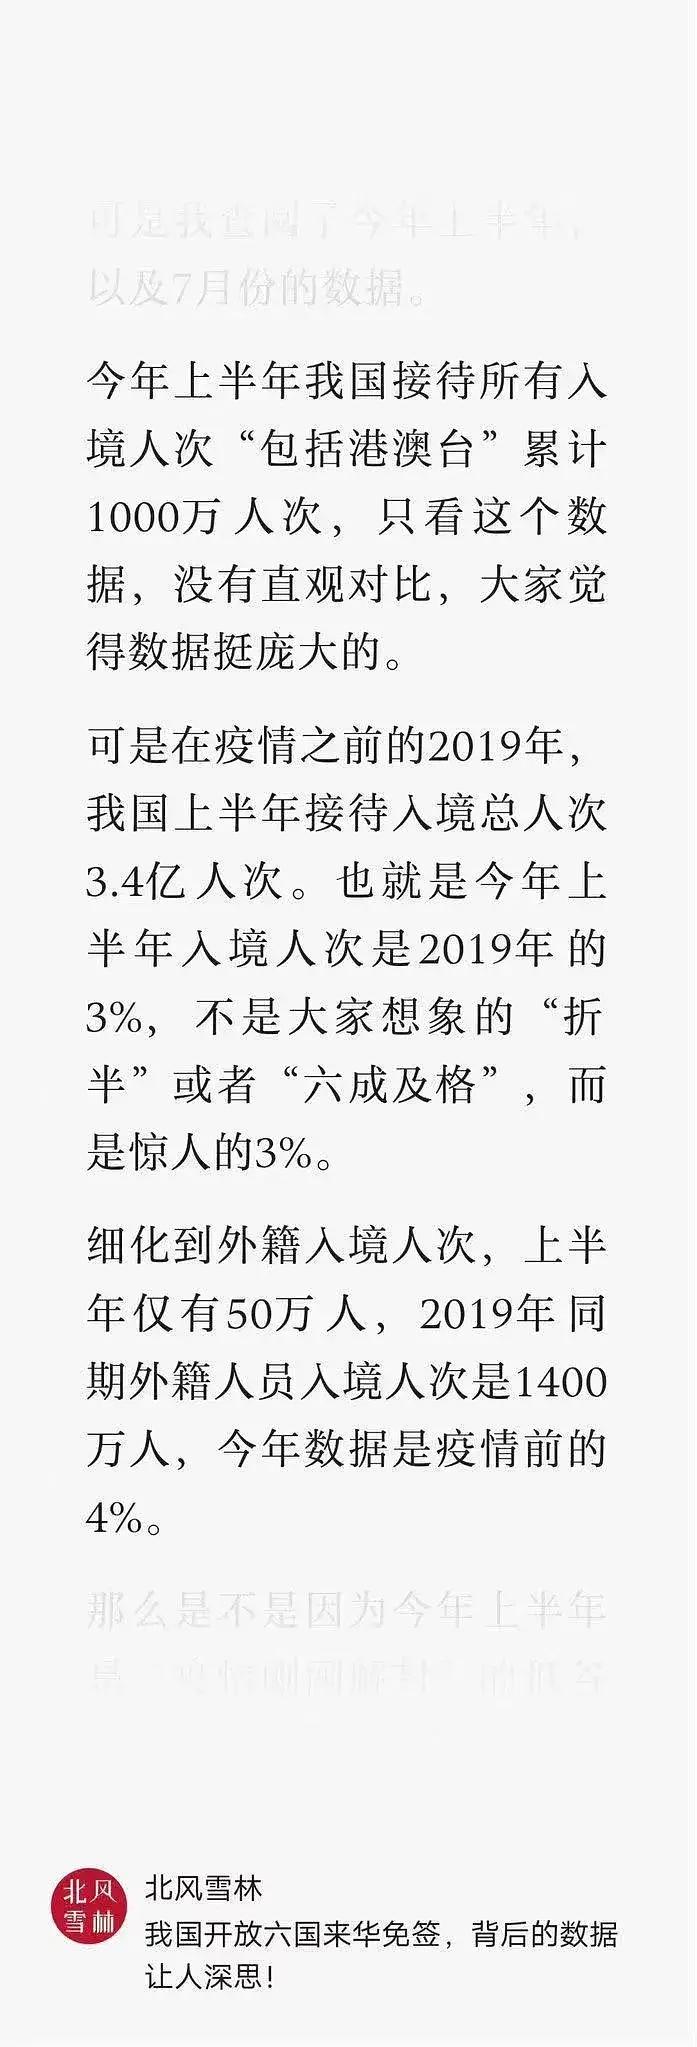 可是我查阅了今年上半年，
以及7月份的数据。
今年上半年我国接待所有入
境人次“包括港澳台”累计
1000万人次，只看这个数
据，没有直观对比，大家觉
得数据挺庞大的。
可是在疫情之前的2019年，
我国上半年接待入境总人次
3.4亿人次。也就是今年上
半年入境人次是2019年的
3%，不是大家想象的“折
半”或者“六成及格”，而
是惊人的3%。
细化到外籍入境人次，上半
年仅有50万人，2019年同
期外籍人员入境人次是1400
万人，今年数据是疫情前的
4%。
那么是不是因为今年上半年
是“疫情刚刚解封”的
北风
雪林
北风雪林
我国开放六国来华免签，背后的数据
让人深思！